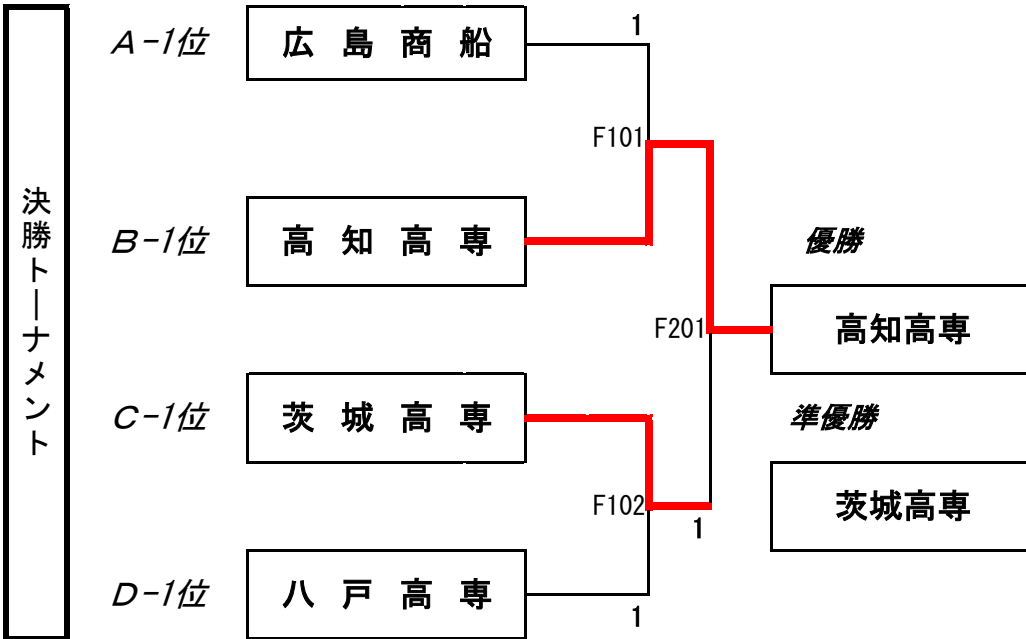 決勝トーナメント
A-1位
広島商船
1
F101
B-1位
高知高専
優勝
F201
高知高専
C-1位
茨城高専
準優勝
F102
1
茨城高専
D-1位
八戸高専
1